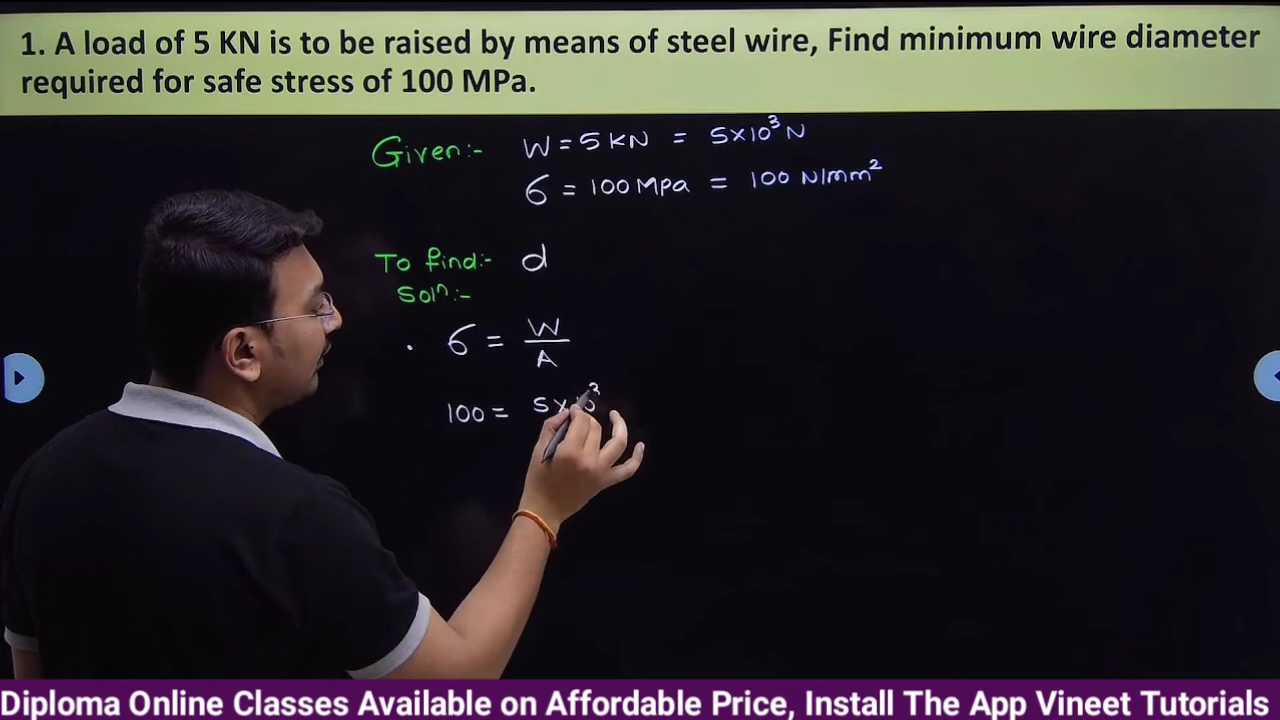 1. A load of 5 KN is to be raised by means of steel wire, Find minimum wire diameter
required for safe stress of 100 MPa.
Given:- W = 5 KN = 5×10³ N
σ = 100 Mpa = 100 N/mm²
To find:- d
Solⁿ:-
. σ = W/A
100 = 5×10³
Diploma Online Classes Available on Affordable Price, Install The App Vineet Tutorials